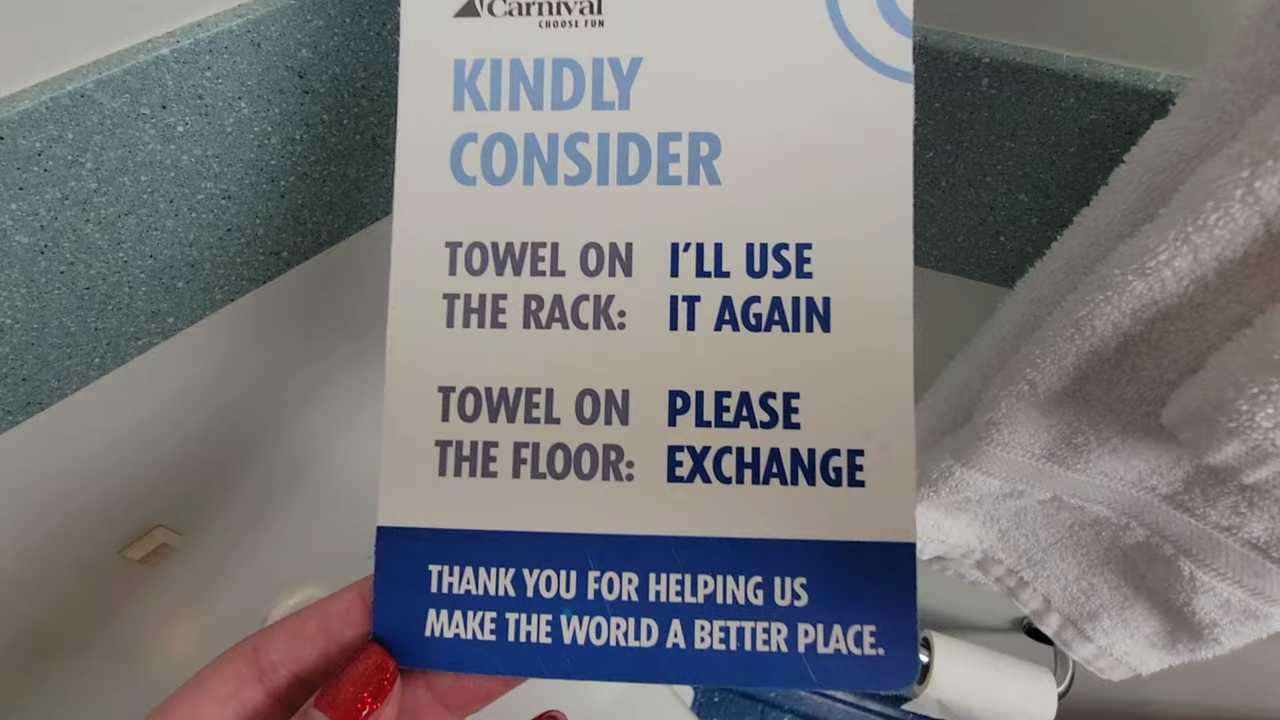 Carnival
CHOOSE FUN
KINDLY
CONSIDER
TOWEL ON
THE RACK:
I'LL USE
IT AGAIN
TOWEL ON
THE FLOOR:
PLEASE
EXCHANGE
THANK YOU FOR HELPING US
MAKE THE WORLD A BETTER PLACE.